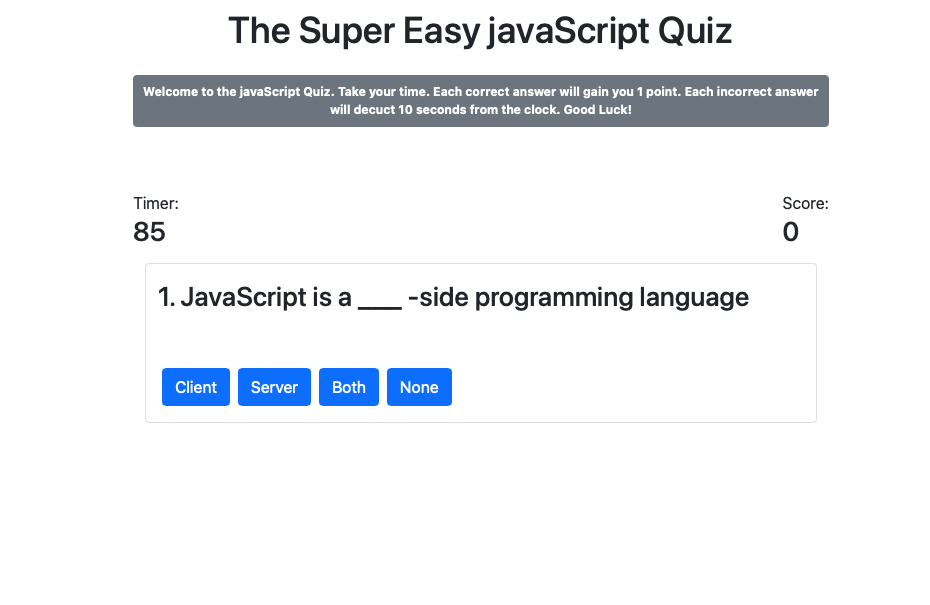 The Super Easy javaScript Quiz
Welcome to the javaScript Quiz. Take your time. Each correct answer will gain you 1 point. Each incorrect answer
will decuct 10 seconds from the clock. Good Luck!
Timer:
85
Score:
0
1. JavaScript is a ____ -side programming language
Client Server Both None